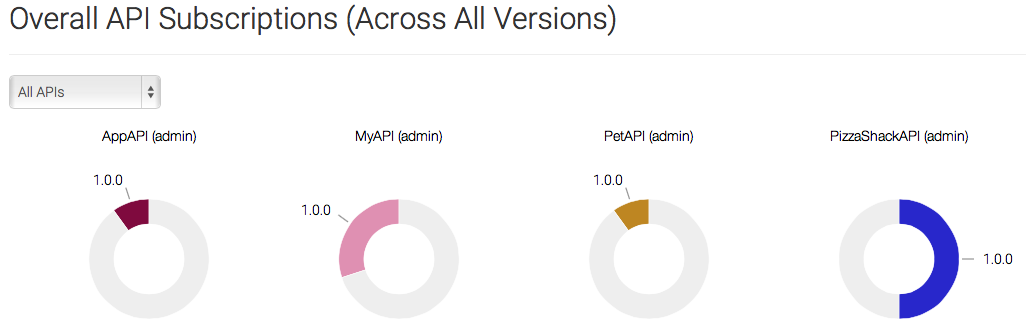 Overall API Subscriptions (Across All Versions)
All APIs
AppAPI (admin)
MyAPI (admin)
PetAPI (admin)
PizzaShackAPI (admin)
1.0.0
1.0.0
1.0.0
1.0.0